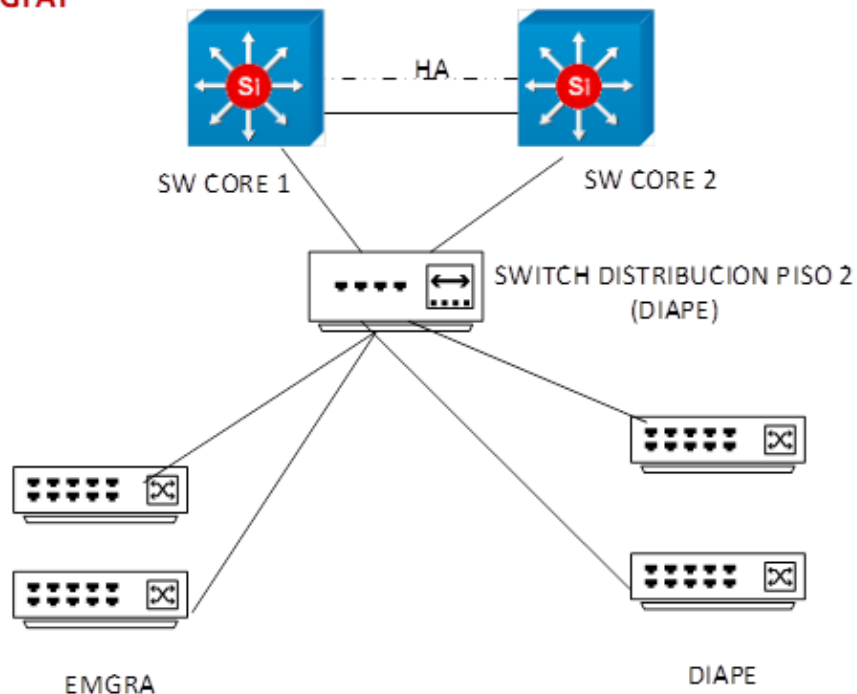 HA
Si
Si
SW CORE 1
SW CORE 2
SWITCH DISTRIBUCION PISO 2
(DIAPE)
EMGRA
DIAPE